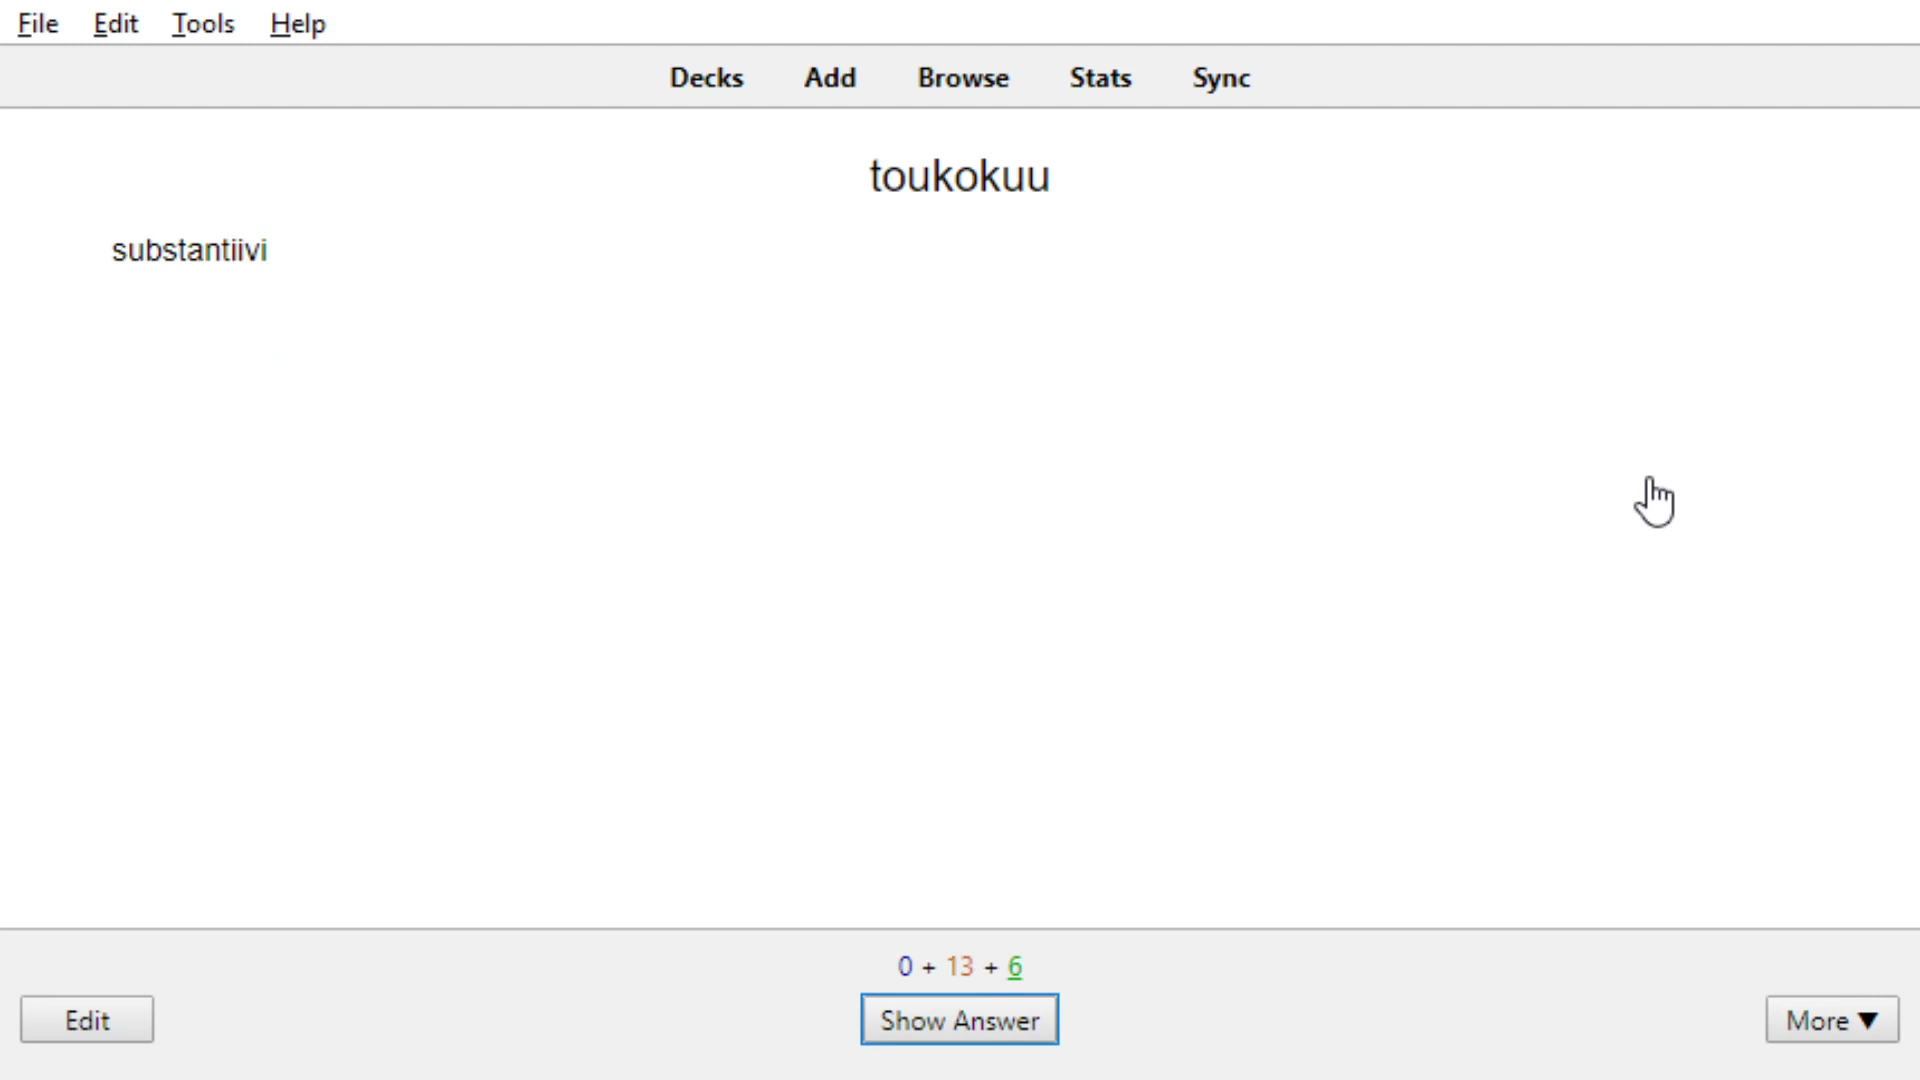 File Edit Tools Help
Decks Add Browse Stats Sync
toukokuu
substantiivi
0 + 13 + 6
Edit Show Answer More ▼